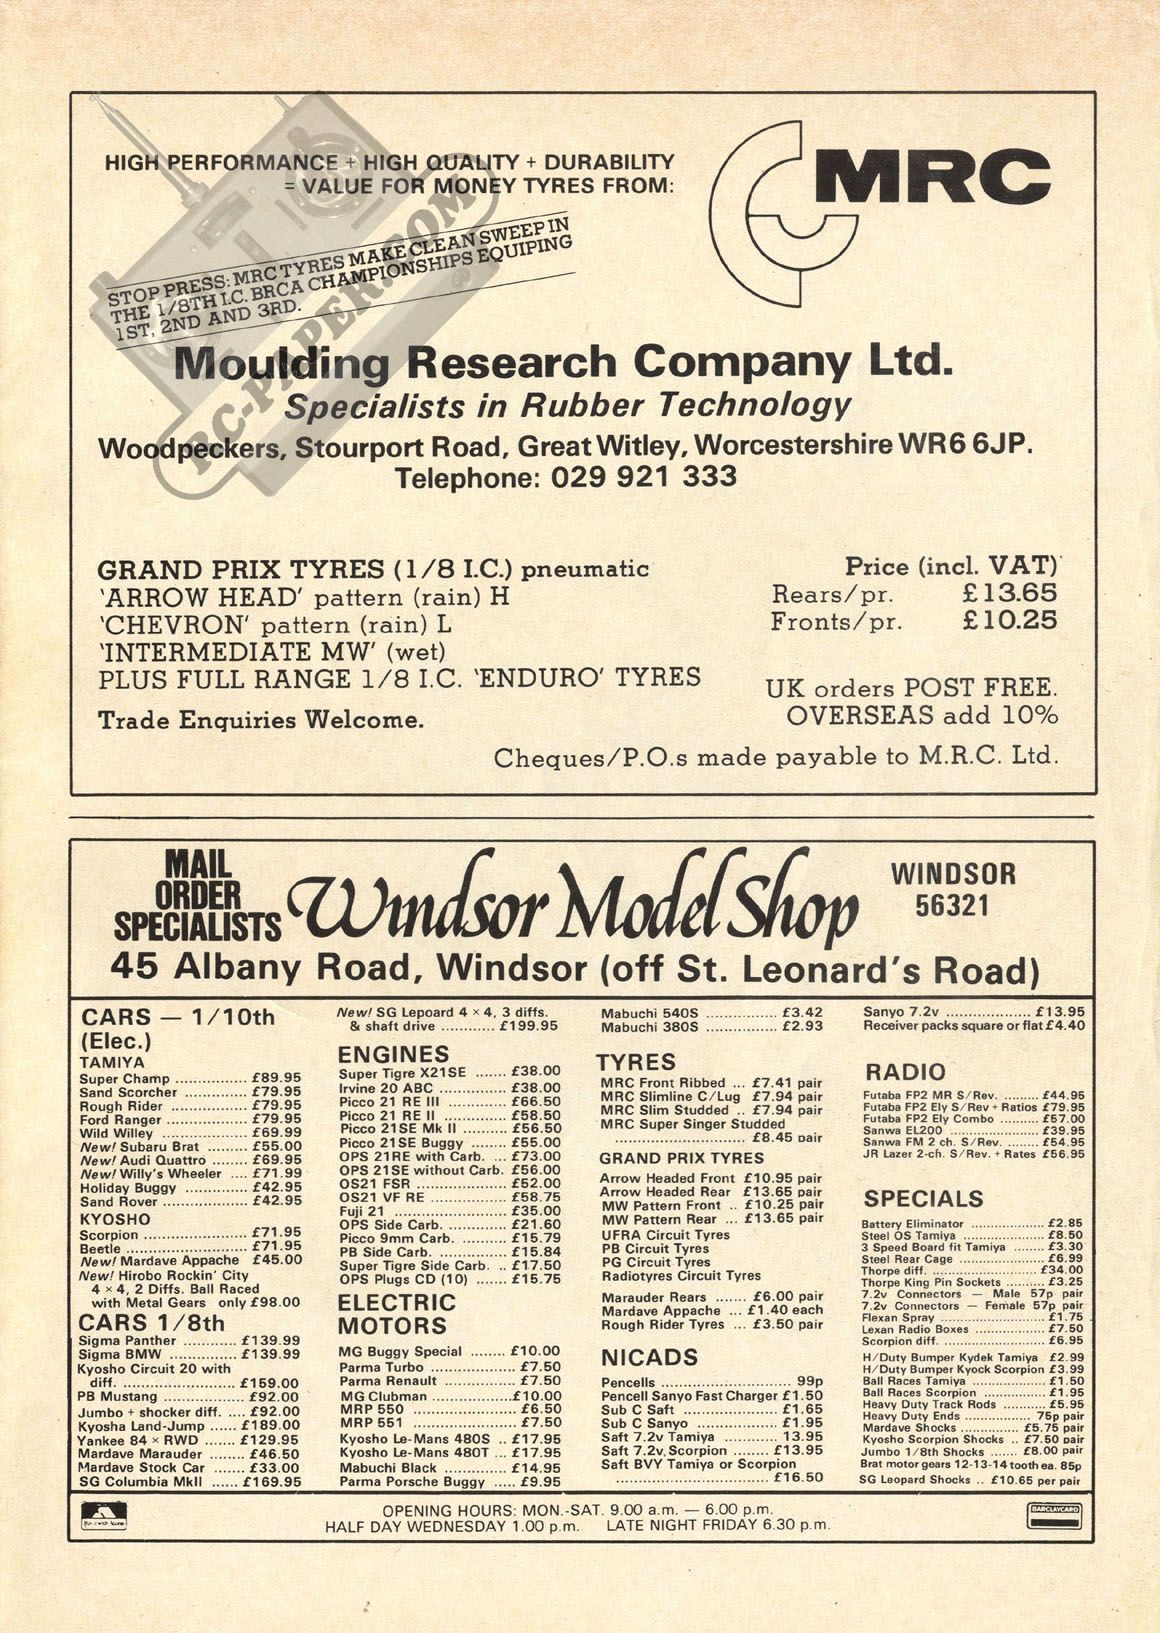 HIGH PERFORMANCE + HIGH QUALITY + DURABILITY
= VALUE FOR MONEY TYRES FROM:
MRC
STOP PRESS: MRC TYRES MAKE CLEAN SWEEP IN
THE 1/8TH I.C. BRCA CHAMPIONSHIPS EQUIPING
1ST, 2ND AND 3RD.
RC-PAPER.COM
Moulding Research Company Ltd.
Specialists in Rubber Technology
Woodpeckers, Stourport Road, Great Witley, Worcestershire WR6 6JP.
Telephone: 029 921 333
GRAND PRIX TYRES (1/8 I.C.) pneumatic
'ARROW HEAD' pattern (rain) H
'CHEVRON' pattern (rain) L
'INTERMEDIATE MW' (wet)
PLUS FULL RANGE 1/8 I.C. 'ENDURO' TYRES
Trade Enquiries Welcome.
Price (incl. VAT)
Rears/pr. £13.65
Fronts/pr. £10.25
UK orders POST FREE.
OVERSEAS add 10%
Cheques/P.O.s made payable to M.R.C. Ltd.
MAIL
ORDER
SPECIALISTS
Windsor Model Shop
WINDSOR
56321
45 Albany Road, Windsor (off St. Leonard's Road)
CARS — 1/10th
(Elec.)
TAMIYA
Super Champ ................ £89.95
Sand Scorcher .............. £79.95
Rough Rider ................ £79.95
Ford Ranger ................ £79.95
Wild Willey ................ £69.99
New! Subaru Brat ......... £55.00
New! Audi Quattro ........ £69.95
New! Willy's Wheeler .... £71.99
Holiday Buggy .............. £42.95
Sand Rover ................. £42.95
KYOSHO
Scorpion .................... £71.95
Beetle ...................... £71.95
New! Mardave Appache £45.00
New! Hirobo Rockin' City
4 × 4, 2 Diffs. Ball Raced
with Metal Gears only £98.00
CARS 1/8th
Sigma Panther ............ £139.99
Sigma BMW ................ £139.99
Kyosho Circuit 20 with
diff. ........................ £159.00
PB Mustang ................ £92.00
Jumbo + shocker diff. .... £92.00
Kyosha Land-Jump ....... £189.00
Yankee 84 × RWD ....... £129.95
Mardave Marauder ....... £46.50
Mardave Stock Car ....... £33.00
SG Columbia MkII ..... £169.95
New! SG Lepoard 4 × 4, 3 diffs.
& shaft drive ............ £199.95
ENGINES
Super Tigre X21SE ....... £38.00
Irvine 20 ABC .............. £38.00
Picco 21 RE III ............ £66.50
Picco 21 RE II ............. £58.50
Picco 21SE Mk II .......... £56.50
Picco 21SE Buggy ......... £55.00
OPS 21RE with Carb. .... £73.00
OPS 21SE without Carb. £56.00
OS21 FSR .................. £52.00
OS21 VF RE ............... £58.75
Fuji 21 ..................... £35.00
OPS Side Carb. ............ £21.60
Picco 9mm Carb. ......... £15.79
PB Side Carb. ............. £15.84
Super Tigre Side Carb. .. £17.50
OPS Plugs CD (10) ...... £15.75
ELECTRIC
MOTORS
MG Buggy Special ........ £10.00
Parma Turbo ................ £7.50
Parma Renault .............. £7.50
MG Clubman ............... £10.00
MRP 550 .................... £6.50
MRP 551 .................... £7.50
Kyosho Le-Mans 480S .. £17.95
Kyosho Le-Mans 480T .. £17.95
Mabuchi Black ............ £14.95
Parma Porsche Buggy ..... £9.95
Mabuchi 540S ............. £3.42
Mabuchi 380S ............. £2.93
TYRES
MRC Front Ribbed ... £7.41 pair
MRC Slimline C/Lug £7.94 pair
MRC Slim Studded .. £7.94 pair
MRC Super Singer Studded
............................ £8.45 pair
GRAND PRIX TYRES
Arrow Headed Front £10.95 pair
Arrow Headed Rear £13.65 pair
MW Pattern Front .. £10.25 pair
MW Pattern Rear ... £13.65 pair
UFRA Circuit Tyres
PB Circuit Tyres
PG Circuit Tyres
Radiotyres Circuit Tyres
Marauder Rears ....... £6.00 pair
Mardave Appache ... £1.40 each
Rough Rider Tyres ... £3.50 pair
NICADS
Pencells ...................... 99p
Pencell Sanyo Fast Charger £1.50
Sub C Saft .................. £1.65
Sub C Sanyo ............... £1.95
Saft 7.2v Tamiya .......... 13.95
Saft 7.2v, Scorpion ....... £13.95
Saft BVY Tamiya or Scorpion
.............................. £16.50
Sanyo 7.2v .................. £13.95
Receiver packs square or flat £4.40
RADIO
Futaba FP2 MR S/Rev. ......... £44.95
Futaba FP2 Ely S/Rev + Ratios £79.95
Futaba FP2 Ely Combo .......... £57.00
Sanwa EL200 .................... £39.95
Sanwa FM 2 ch. S/Rev. ........ £54.95
JR Lazer 2-ch. S/Rev. + Rates £56.95
SPECIALS
Battery Eliminator ................. £2.85
Steel OS Tamiya .................. £8.50
3 Speed Board fit Tamiya ....... £3.30
Steel Rear Cage ................... £6.99
Thorpe diff. ........................ £34.00
Thorpe King Pin Sockets ......... £3.25
7.2v Connectors — Male 57p pair
7.2v Connectors — Female 57p pair
Flexan Spray ....................... £1.75
Lexan Radio Boxes ................ £7.50
Scorpion diff. ...................... £6.95
H/Duty Bumper Kydek Tamiya £2.99
H/Duty Bumper Kyock Scorpion £3.99
Ball Races Tamiya ................ £1.50
Ball Races Scorpion .............. £1.95
Heavy Duty Track Rods ......... £5.95
Heavy Duty Ends .............. 75p pair
Mardave Shocks ............ £5.75 pair
Kyosho Scorpion Shocks .. £7.50 pair
Jumbo 1/8th Shocks ...... £8.00 pair
Brat motor gears 12-13-14 tooth ea. 85p
SG Leopard Shocks .. £10.65 per pair
OPENING HOURS: MON.-SAT. 9.00 a.m. — 6.00 p.m.
HALF DAY WEDNESDAY 1.00 p.m. LATE NIGHT FRIDAY 6.30 p.m.
BARCLAYCARD